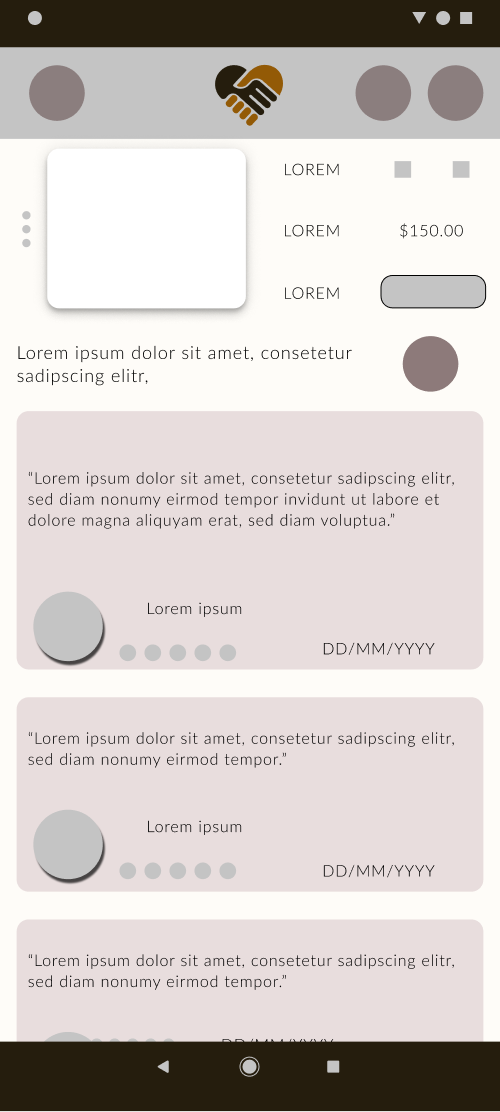 LOREM
LOREM $150.00
LOREM
Lorem ipsum dolor sit amet, consetetur
sadipscing elitr,
“Lorem ipsum dolor sit amet, consetetur sadipscing elitr,
sed diam nonumy eirmod tempor invidunt ut labore et
dolore magna aliquyam erat, sed diam voluptua.”
Lorem ipsum
DD/MM/YYYY
“Lorem ipsum dolor sit amet, consetetur sadipscing elitr,
sed diam nonumy eirmod tempor.”
Lorem ipsum
DD/MM/YYYY
“Lorem ipsum dolor sit amet, consetetur sadipscing elitr,
sed diam nonumy eirmod tempor.”
DD/MM/YYYY